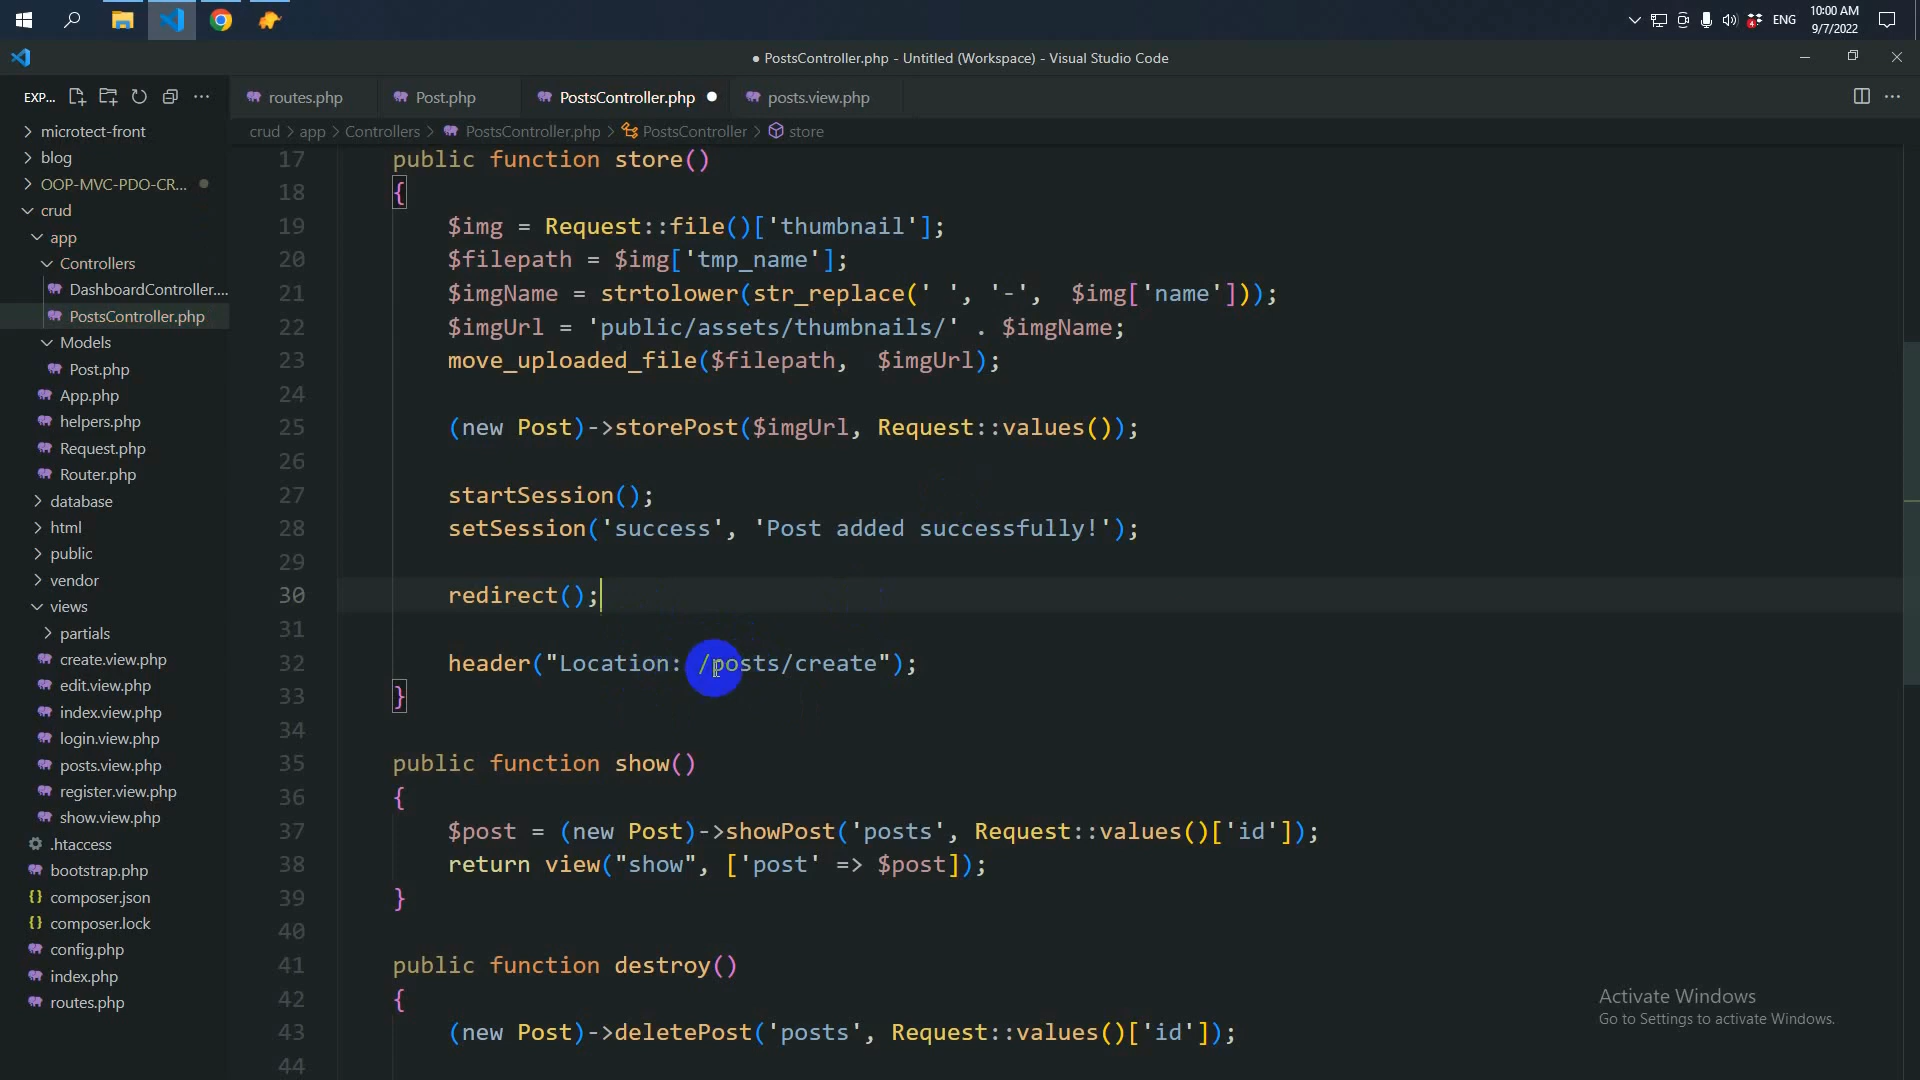 ENG
10:00 AM
9/7/2022
● PostsController.php - Untitled (Workspace) - Visual Studio Code
EXP...
routes.php
Post.php
PostsController.php ●
posts.view.php
crud > app > Controllers > PostsController.php > PostsController > store
microtect-front
blog
OOP-MVC-PDO-CR...
crud
app
Controllers
DashboardController....
PostsController.php
Models
Post.php
App.php
helpers.php
Request.php
Router.php
database
html
public
vendor
views
partials
create.view.php
edit.view.php
index.view.php
login.view.php
posts.view.php
register.view.php
show.view.php
.htaccess
bootstrap.php
composer.json
composer.lock
config.php
index.php
routes.php
17 public function store()
18 {
19 $img = Request::file()['thumbnail'];
20 $filepath = $img['tmp_name'];
21 $imgName = strtolower(str_replace(' ', '-',  $img['name']));
22 $imgUrl = 'public/assets/thumbnails/' . $imgName;
23 move_uploaded_file($filepath,  $imgUrl);
24
25 (new Post)->storePost($imgUrl, Request::values());
26
27 startSession();
28 setSession('success', 'Post added successfully!');
29
30 redirect();
31
32 header("Location: /posts/create");
33 }
34
35 public function show()
36 {
37 $post = (new Post)->showPost('posts', Request::values()['id']);
38 return view("show", ['post' => $post]);
39 }
40
41 public function destroy()
42 {
43 (new Post)->deletePost('posts', Request::values()['id']);
44
Activate Windows
Go to Settings to activate Windows.